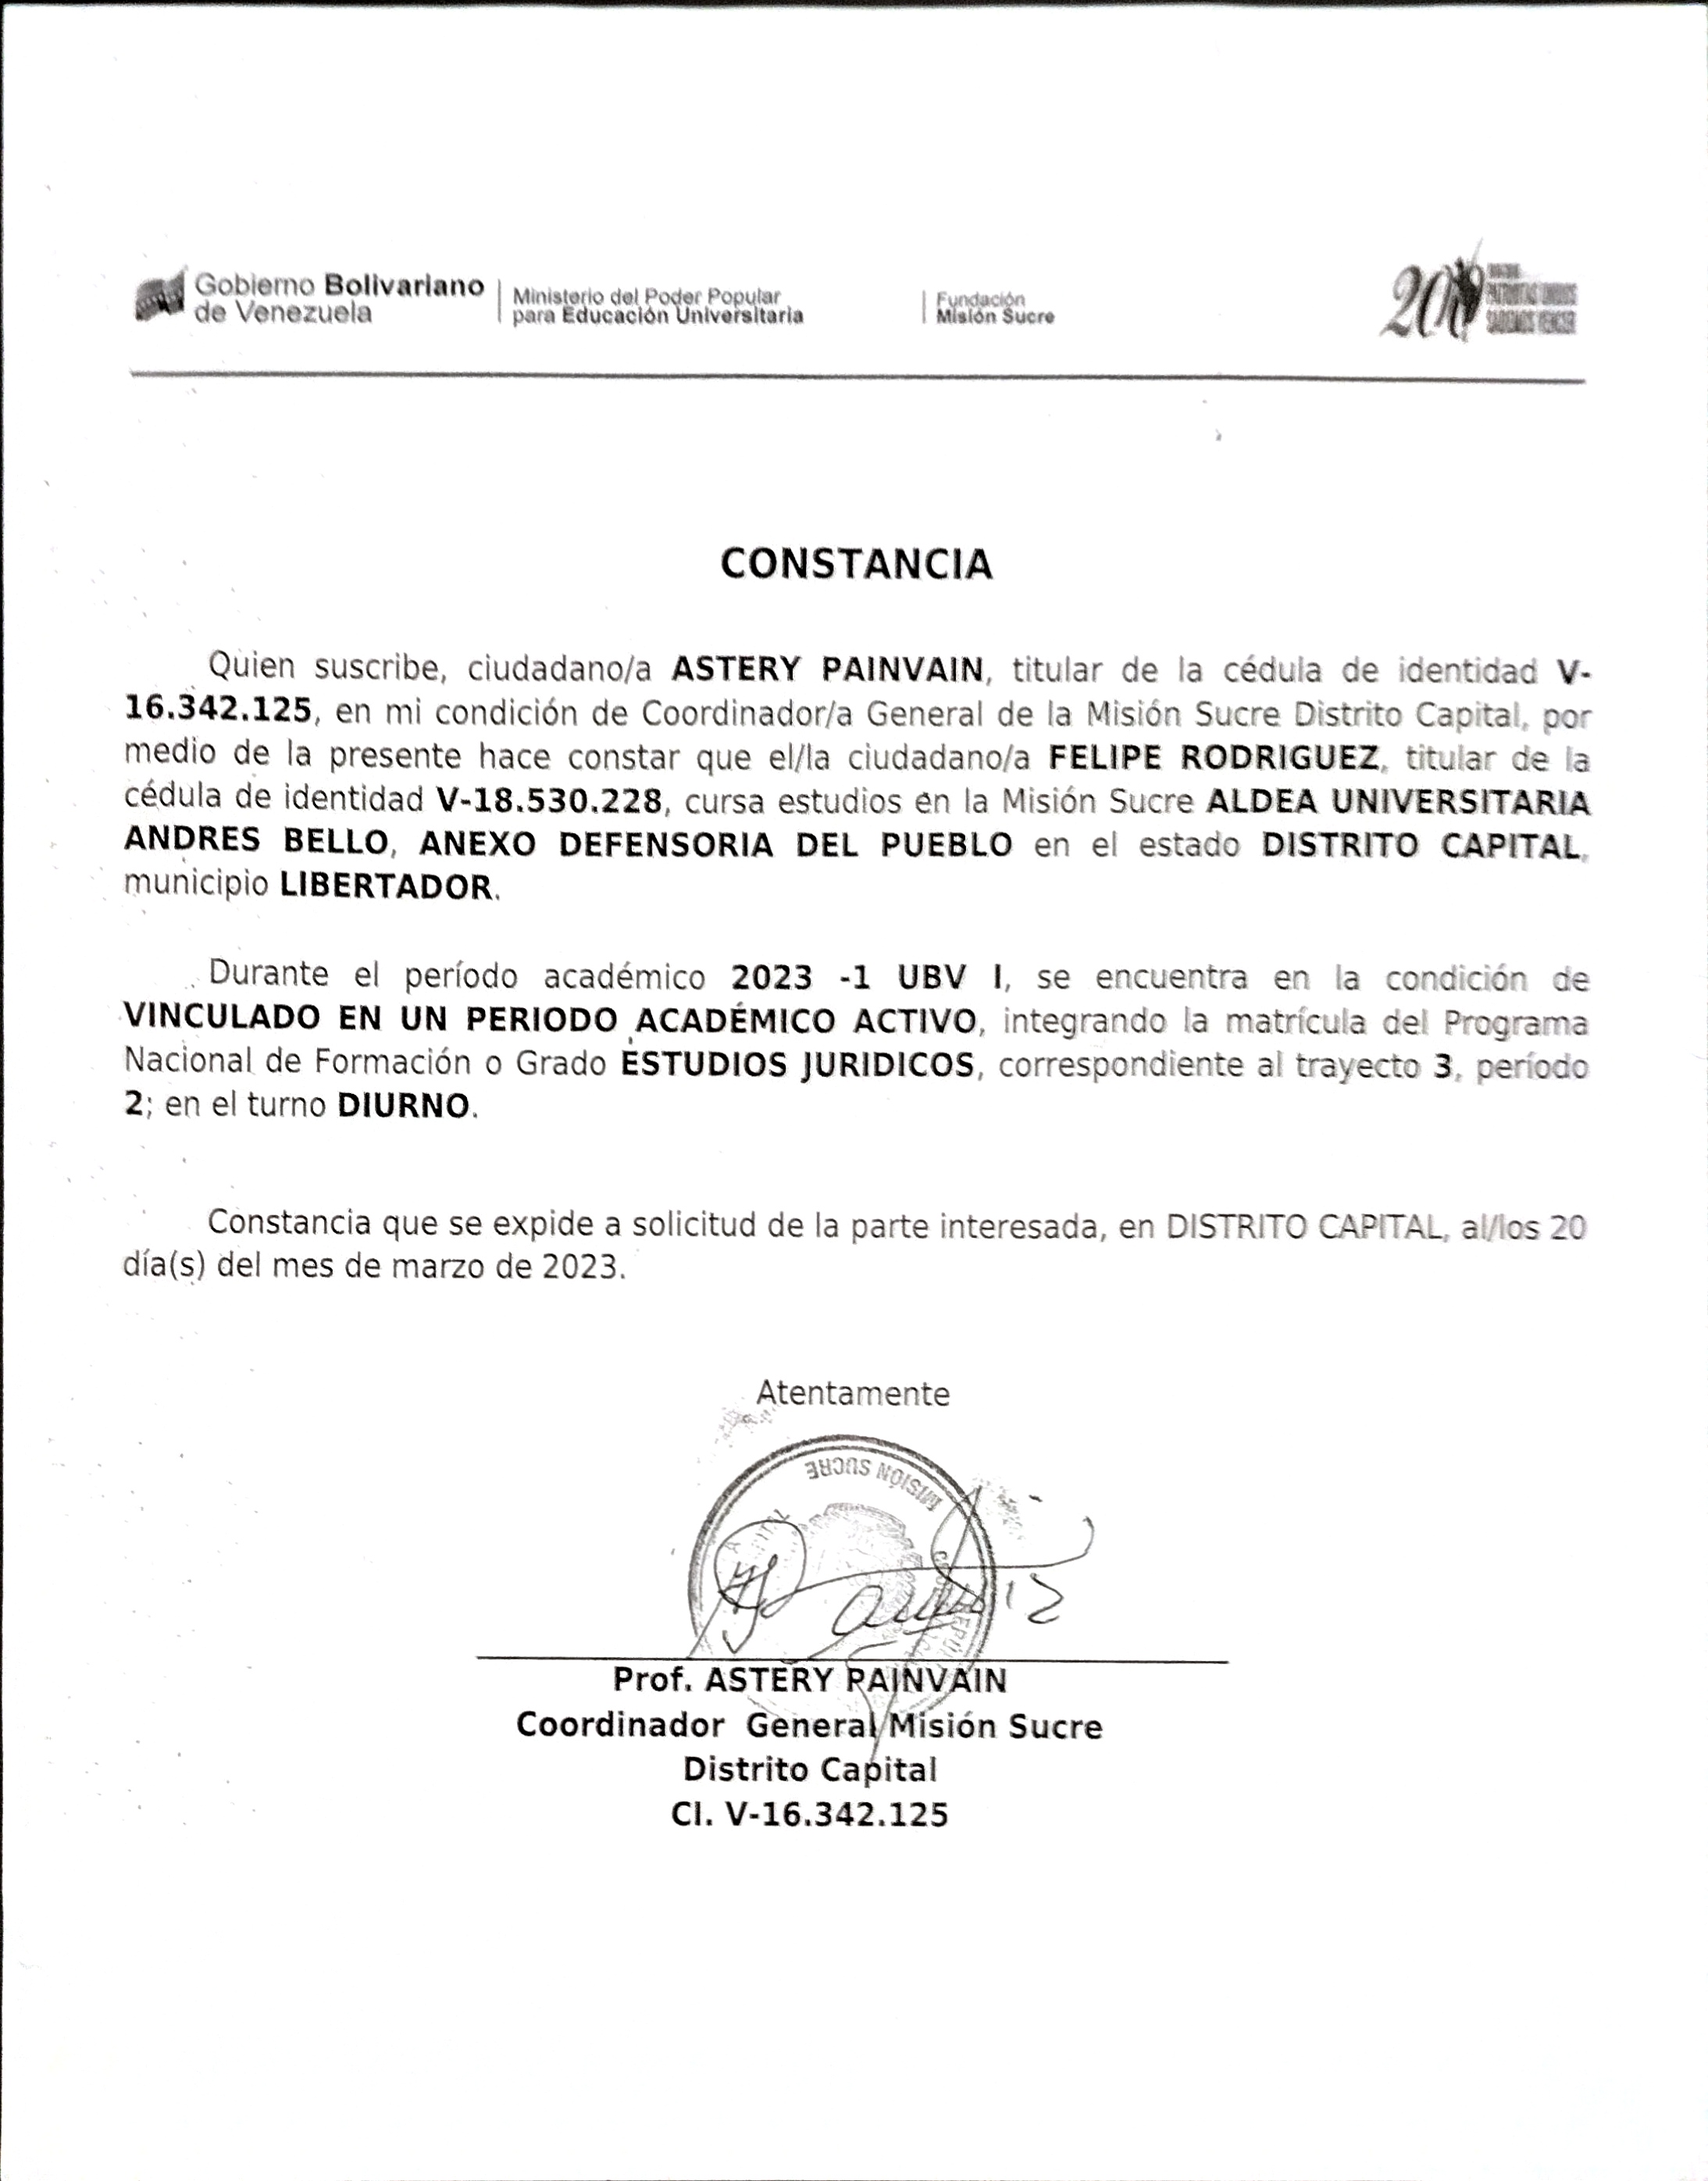 Gobierno Bolivariano
de Venezuela
Ministerio del Poder Popular
para Educación Universitaria
Fundación
Misión Sucre
200
CONSTANCIA
Quien suscribe, ciudadano/a ASTERY PAINVAIN, titular de la cédula de identidad V-
16.342.125, en mi condición de Coordinador/a General de la Misión Sucre Distrito Capital, por
medio de la presente hace constar que el/la ciudadano/a FELIPE RODRIGUEZ, titular de la
cédula de identidad V-18.530.228, cursa estudios en la Misión Sucre ALDEA UNIVERSITARIA
ANDRES BELLO, ANEXO DEFENSORIA DEL PUEBLO en el estado DISTRITO CAPITAL,
municipio LIBERTADOR.
Durante el período académico 2023 -1 UBV I, se encuentra en la condición de
VINCULADO EN UN PERIODO ACADÉMICO ACTIVO, integrando la matrícula del Programa
Nacional de Formación o Grado ESTUDIOS JURIDICOS, correspondiente al trayecto 3, período
2; en el turno DIURNO.
Constancia que se expide a solicitud de la parte interesada, en DISTRITO CAPITAL, al/los 20
día(s) del mes de marzo de 2023.
Atentamente
MISIÓN SUCRE
Prof. ASTERY PAINVAIN
Coordinador General Misión Sucre
Distrito Capital
CI. V-16.342.125